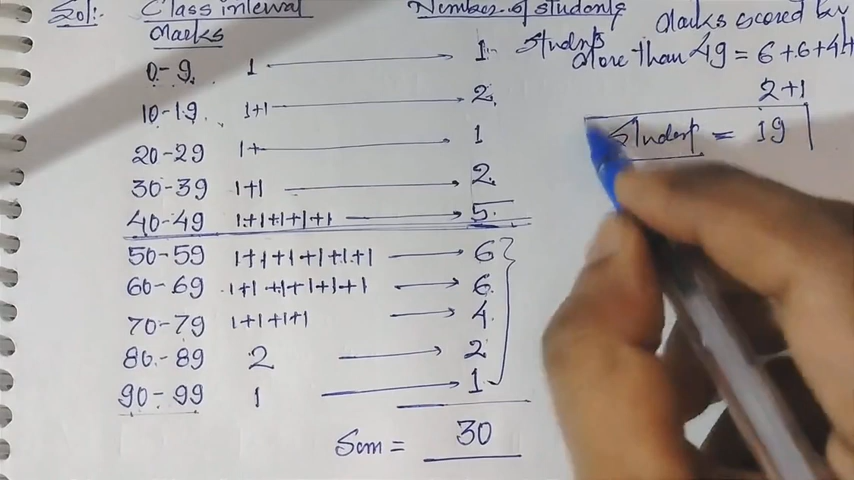 Sol:- Class interval Number of students
Marks
0-9 1 1
10-19 1+1 2
20-29 1+ 1
30-39 1+1 2
40-49 1+1+1+1+1 5
50-59 1+1+1+1+1+1 6
60-69 1+1+1+1+1+1 6
70-79 1+1+1+1 4
80-89 2 2
90-99 1 1
Sum = 30
Marks scored by
Students
More than 49 = 6+6+4+
2+1
Student = 19